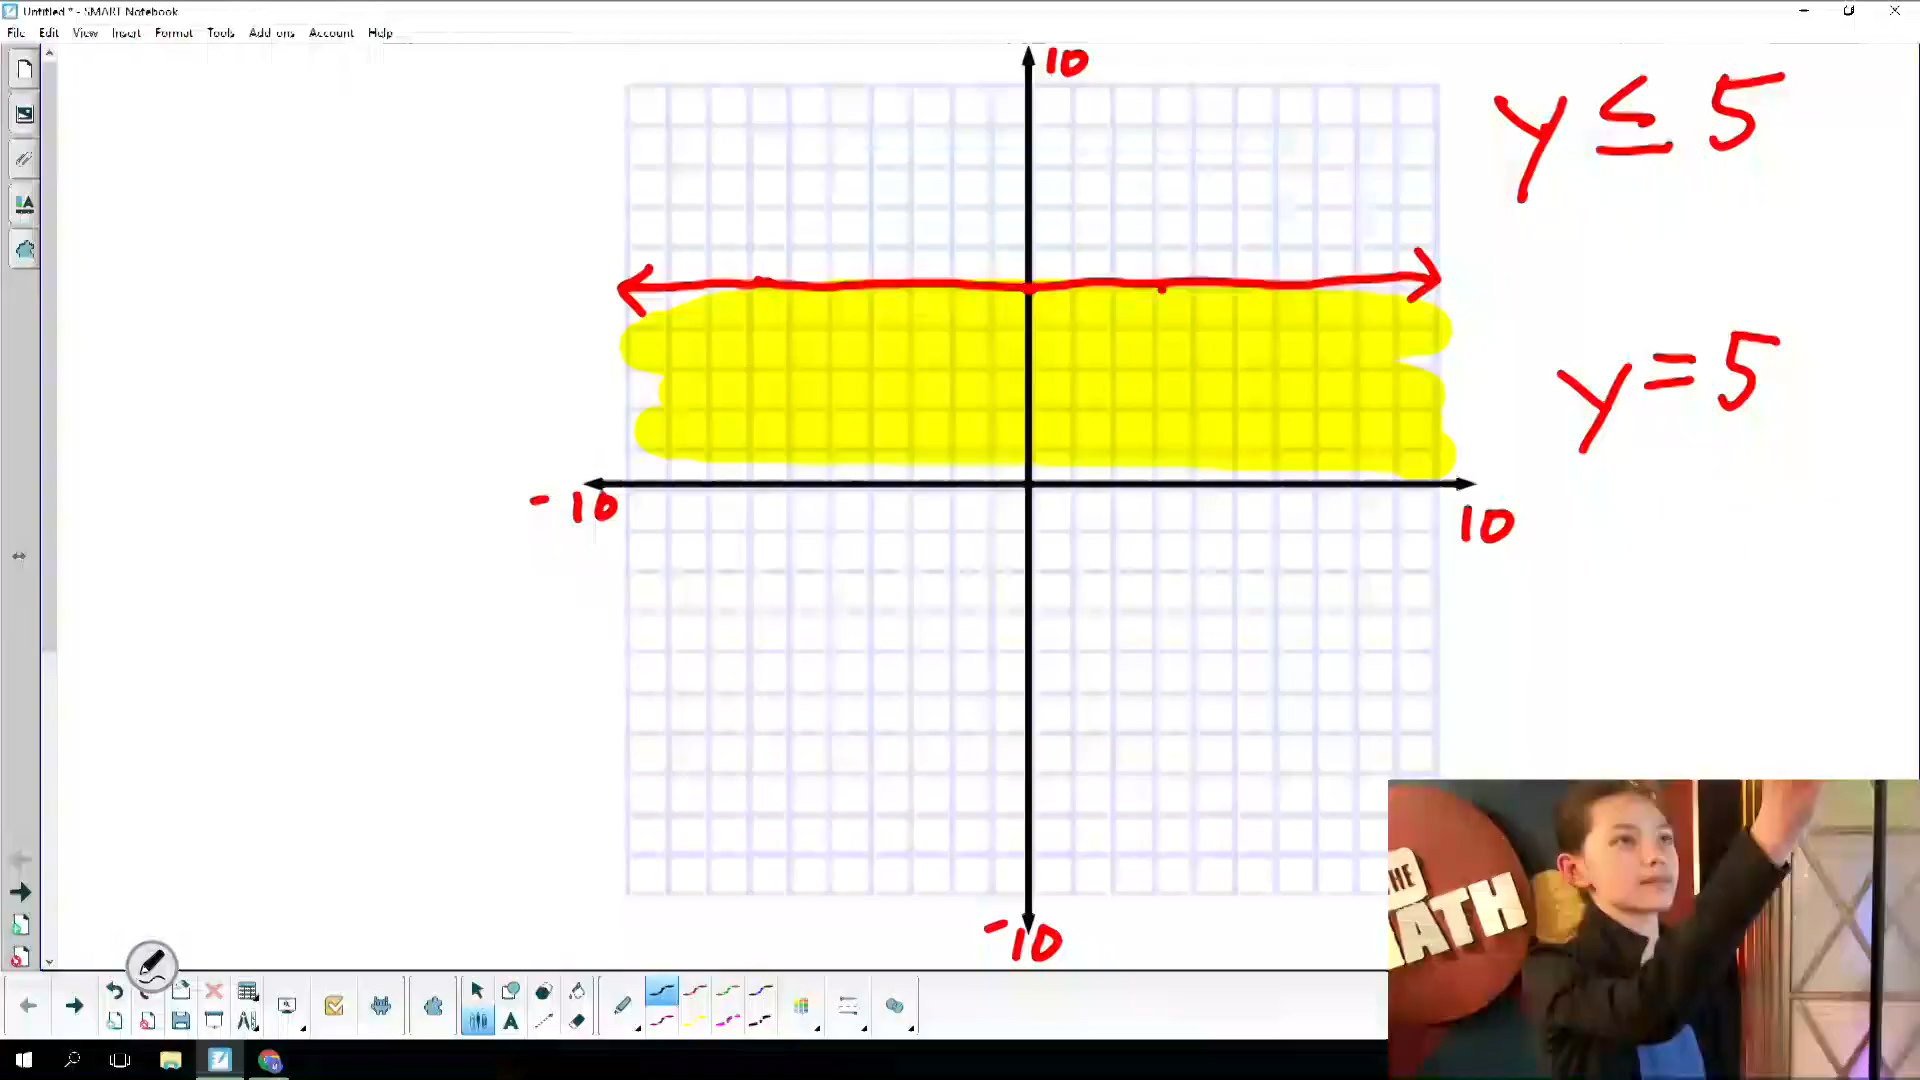 Untitled * - SMART Notebook
File Edit View Insert Format Tools Add-ons Account Help
10
y ≤ 5
y = 5
-10
10
-10
THE
MATH